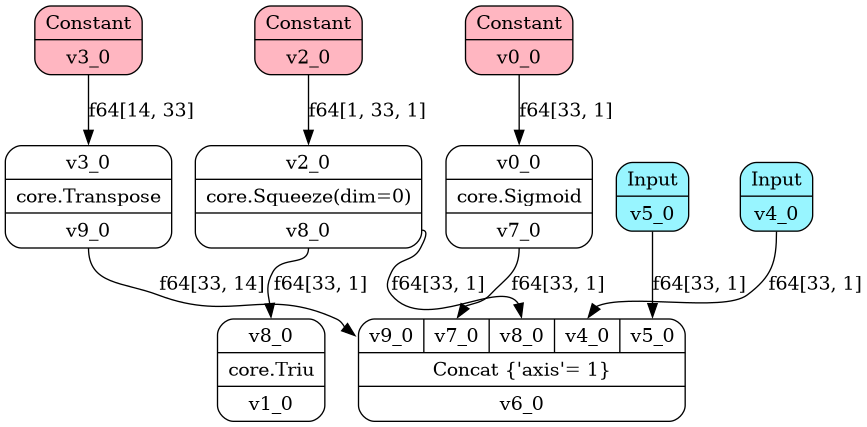 Constant
v3_0
Constant
v2_0
Constant
v0_0
f64[14, 33]
f64[1, 33, 1]
f64[33, 1]
v3_0
core.Transpose
v9_0
v2_0
core.Squeeze(dim=0)
v8_0
v0_0
core.Sigmoid
v7_0
Input
v5_0
Input
v4_0
f64[33, 14]
f64[33, 1]
f64[33, 1]
f64[33, 1]
f64[33, 1]
f64[33, 1]
v8_0
core.Triu
v1_0
v9_0 v7_0 v8_0 v4_0 v5_0
Concat {'axis'= 1}
v6_0